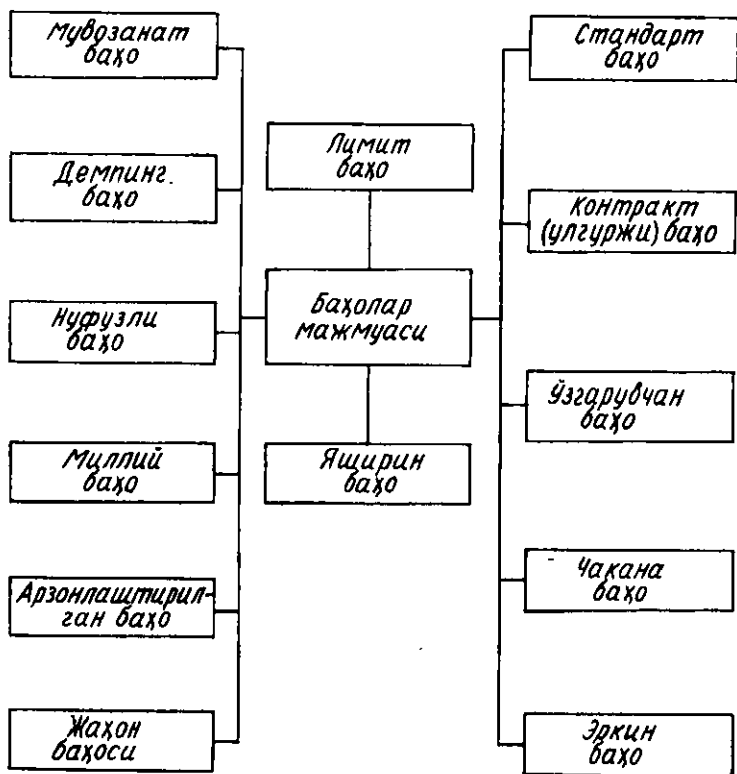 Мувозанат
баҳо
Демпинг.
баҳо
Нуфузли
баҳо
Миллий
баҳо
Арзонлаштирил-
ган баҳо
Жаҳон
баҳоси
Лимит
баҳо
Баҳолар
мажмуаси
Яширин
баҳо
Стандарт
баҳо
Контракт
(улгуржи) баҳо
Ўзгарувчан
баҳо
Чакана
баҳо
Эркин
баҳо